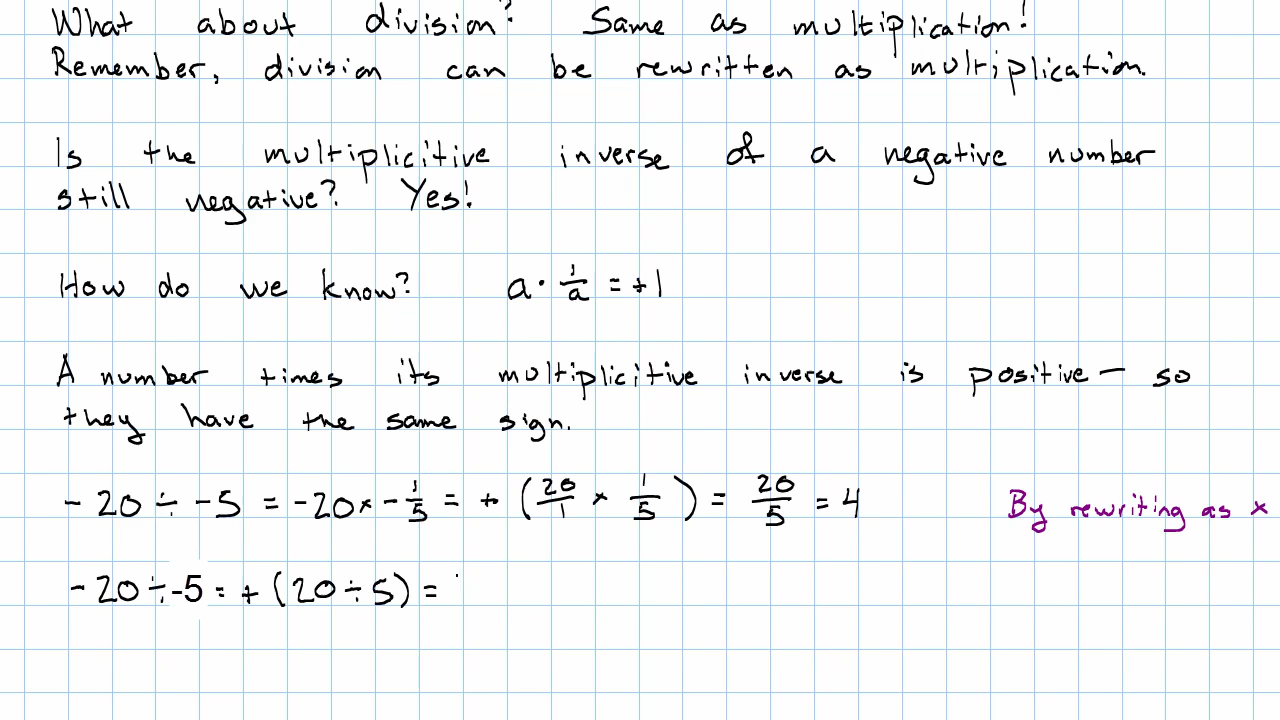 What about division? Same as multiplication!
Remember, division can be rewritten as multiplication.
Is the multiplicitive inverse of a negative number
still negative? Yes!
How do we know? a · 1/a = +1
A number times its multiplicitive inverse is positive — so
they have the same sign.
-20 ÷ -5 = -20 × -1/5 = + (20/1 × 1/5) = 20/5 = 4 By rewriting as ×
-20 ÷ -5 = + (20 ÷ 5) =